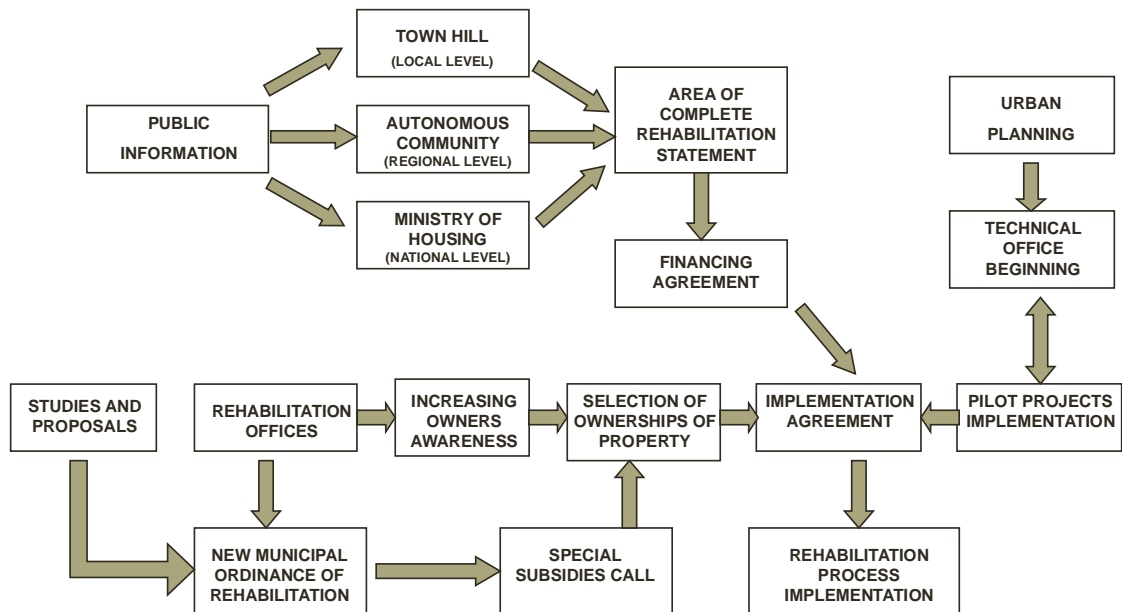 TOWN HILL
(LOCAL LEVEL)
PUBLIC
INFORMATION
AUTONOMOUS
COMMUNITY
(REGIONAL LEVEL)
MINISTRY OF
HOUSING
(NATIONAL LEVEL)
AREA OF
COMPLETE
REHABILITATION
STATEMENT
FINANCING
AGREEMENT
URBAN
PLANNING
TECHNICAL
OFFICE
BEGINNING
STUDIES AND
PROPOSALS
REHABILITATION
OFFICES
INCREASING
OWNERS
AWARENESS
SELECTION OF
OWNERSHIPS OF
PROPERTY
IMPLEMENTATION
AGREEMENT
PILOT PROJECTS
IMPLEMENTATION
NEW MUNICIPAL
ORDINANCE OF
REHABILITATION
SPECIAL
SUBSIDIES CALL
REHABILITATION
PROCESS
IMPLEMENTATION